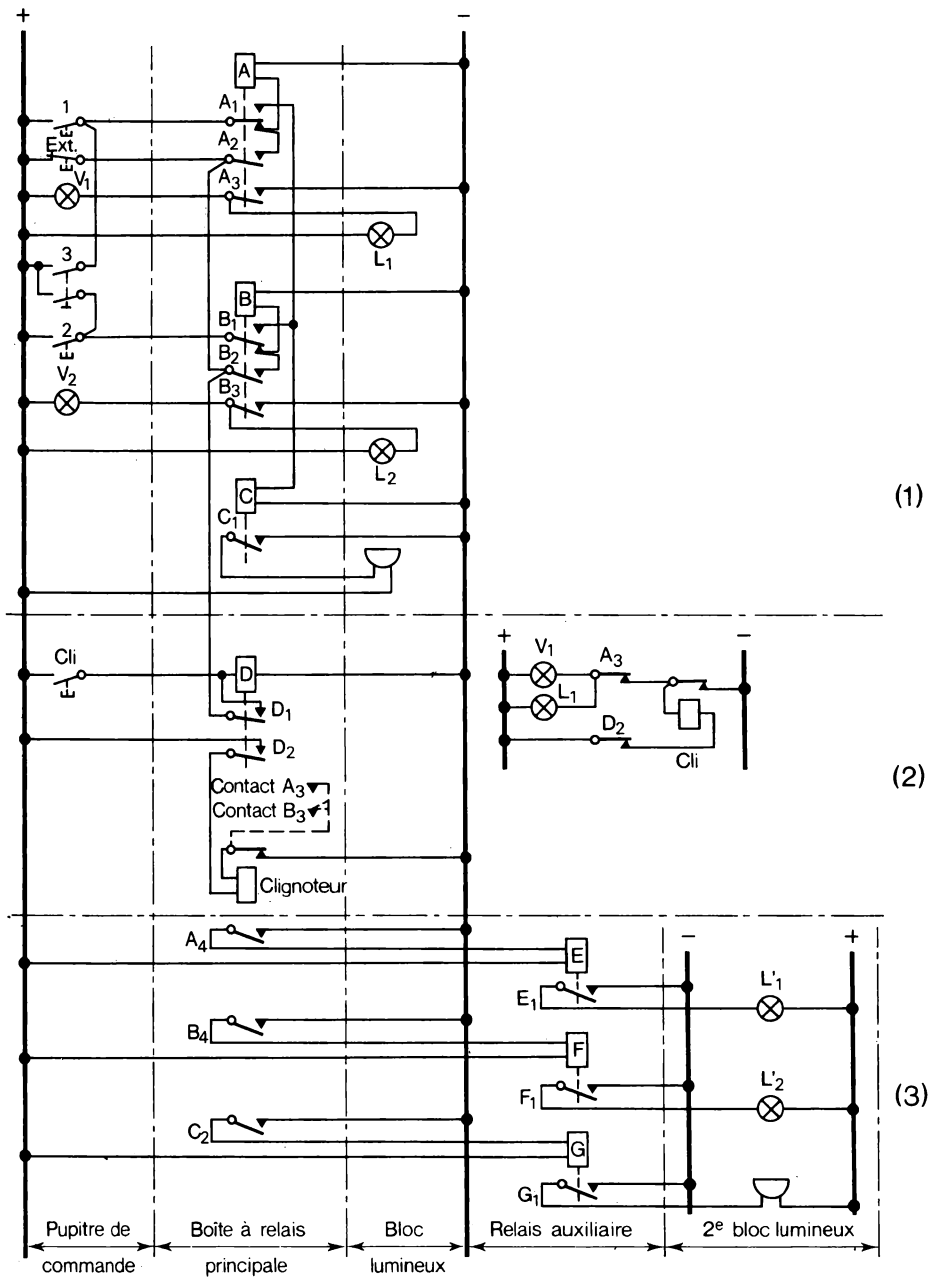 + −
A
1 A1
Ext. A2
V1 A3
L1
3
B
B1
2 B2
V2 B3
L2
C
C1
(1)
+ −
V1 A3
Cli L1
D
D1 D2
D2 Cli
(2)
Contact A3
Contact B3
Clignoteur
− +
A4
E
E1 L'1
B4
F
F1 L'2
(3)
C2
G
G1
Pupitre de commande
Boîte à relais principale
Bloc lumineux
Relais auxiliaire
2e bloc lumineux